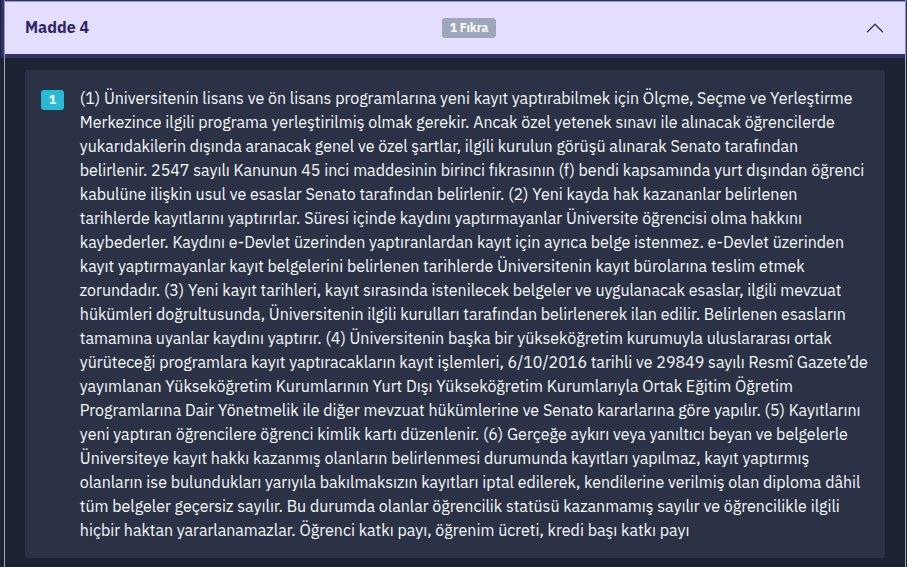 Madde 4
1 Fıkra
1
(1) Üniversitenin lisans ve ön lisans programlarına yeni kayıt yaptırabilmek için Ölçme, Seçme ve Yerleştirme
Merkezince ilgili programa yerleştirilmiş olmak gerekir. Ancak özel yetenek sınavı ile alınacak öğrencilerde
yukarıdakilerin dışında aranacak genel ve özel şartlar, ilgili kurulun görüşü alınarak Senato tarafından
belirlenir. 2547 sayılı Kanunun 45 inci maddesinin birinci fıkrasının (f) bendi kapsamında yurt dışından öğrenci
kabulüne ilişkin usul ve esaslar Senato tarafından belirlenir. (2) Yeni kayda hak kazananlar belirlenen
tarihlerde kayıtlarını yaptırırlar. Süresi içinde kaydını yaptırmayanlar Üniversite öğrencisi olma hakkını
kaybederler. Kaydını e-Devlet üzerinden yaptıranlardan kayıt için ayrıca belge istenmez. e-Devlet üzerinden
kayıt yaptırmayanlar kayıt belgelerini belirlenen tarihlerde Üniversitenin kayıt bürolarına teslim etmek
zorundadır. (3) Yeni kayıt tarihleri, kayıt sırasında istenilecek belgeler ve uygulanacak esaslar, ilgili mevzuat
hükümleri doğrultusunda, Üniversitenin ilgili kurulları tarafından belirlenerek ilan edilir. Belirlenen esasların
tamamına uyanlar kaydını yaptırır. (4) Üniversitenin başka bir yükseköğretim kurumuyla uluslararası ortak
yürüteceği programlara kayıt yaptıracakların kayıt işlemleri, 6/10/2016 tarihli ve 29849 sayılı Resmî Gazete’de
yayımlanan Yükseköğretim Kurumlarının Yurt Dışı Yükseköğretim Kurumlarıyla Ortak Eğitim Öğretim
Programlarına Dair Yönetmelik ile diğer mevzuat hükümlerine ve Senato kararlarına göre yapılır. (5) Kayıtlarını
yeni yaptıran öğrencilere öğrenci kimlik kartı düzenlenir. (6) Gerçeğe aykırı veya yanıltıcı beyan ve belgelerle
Üniversiteye kayıt hakkı kazanmış olanların belirlenmesi durumunda kayıtları yapılmaz, kayıt yaptırmış
olanların ise bulundukları yarıyıla bakılmaksızın kayıtları iptal edilerek, kendilerine verilmiş olan diploma dâhil
tüm belgeler geçersiz sayılır. Bu durumda olanlar öğrencilik statüsü kazanmamış sayılır ve öğrencilikle ilgili
hiçbir haktan yararlanamazlar. Öğrenci katkı payı, öğrenim ücreti, kredi başı katkı payı